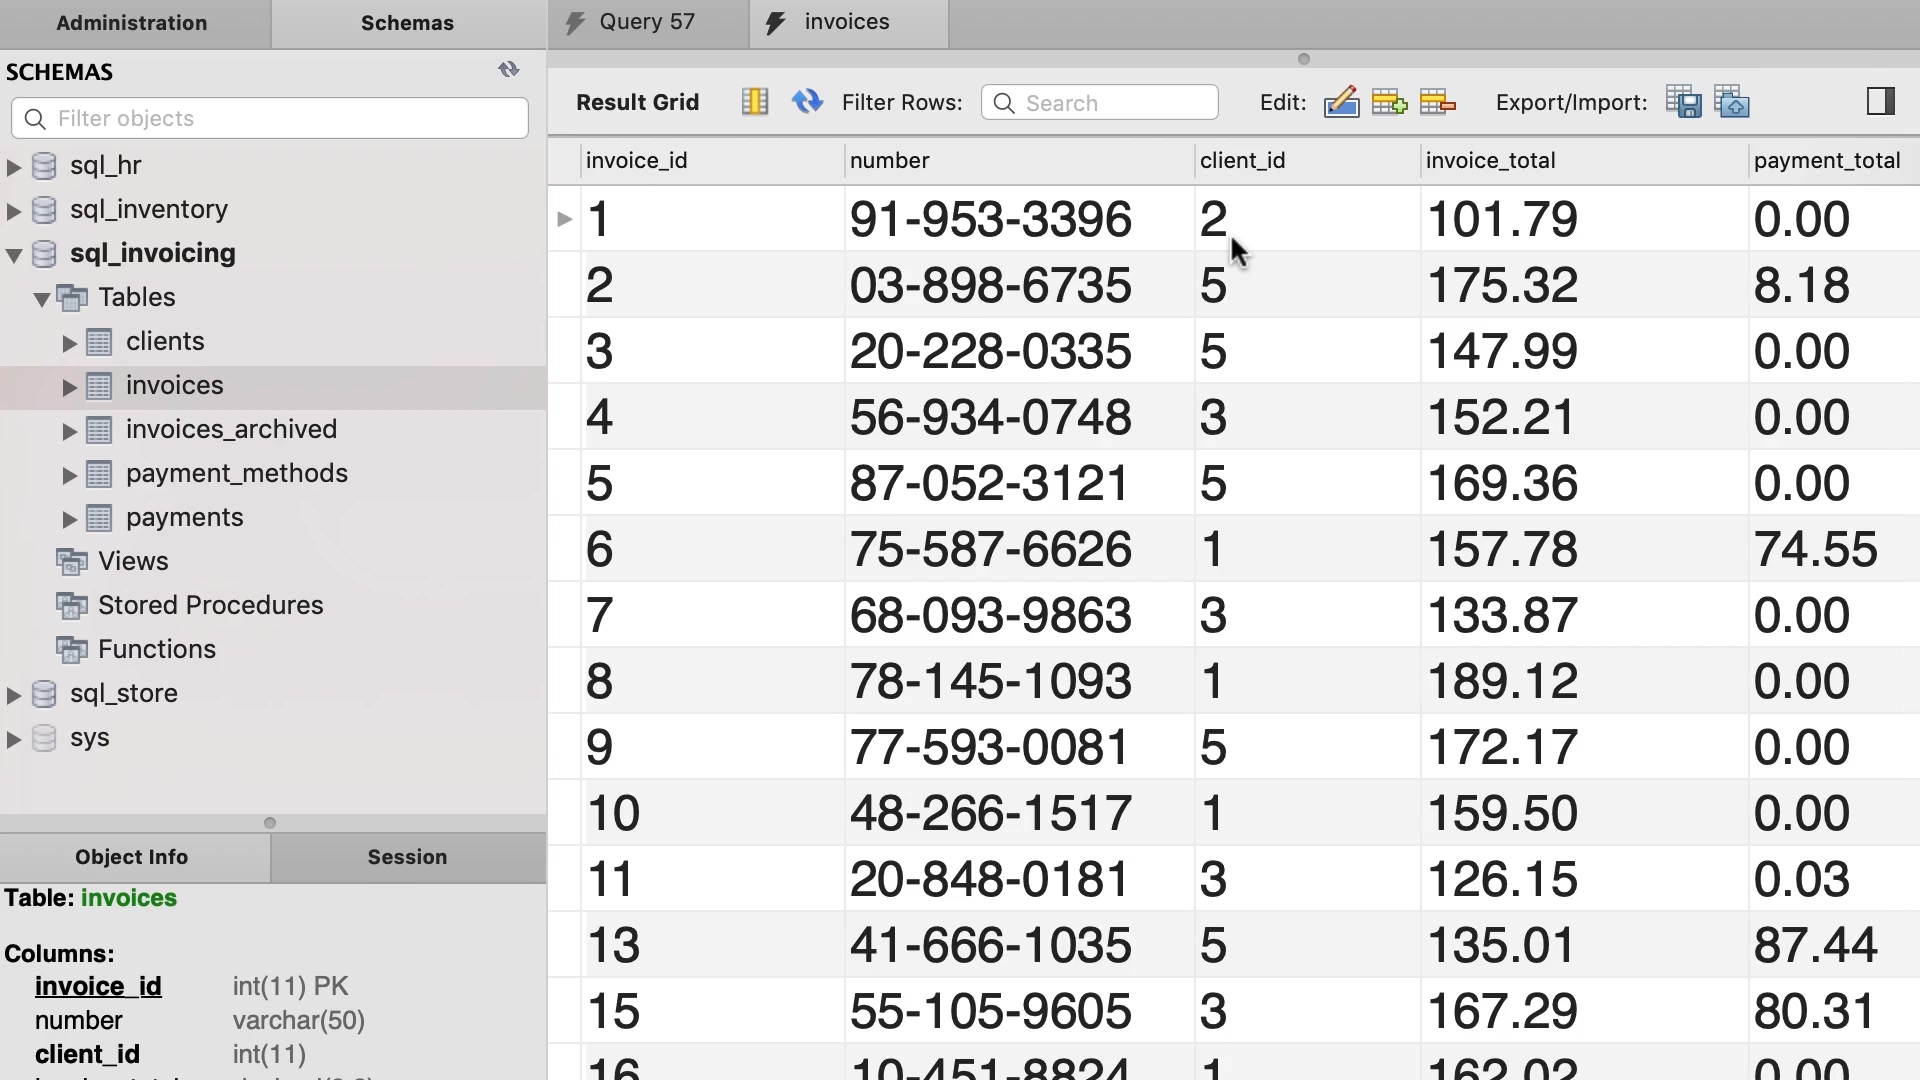 Administration Schemas Query 57 invoices
SCHEMAS
Filter objects
Result Grid Filter Rows: Search Edit: Export/Import:
sql_hr
sql_inventory
sql_invoicing
Tables
clients
invoices
invoices_archived
payment_methods
payments
Views
Stored Procedures
Functions
sql_store
sys
Object Info Session
Table: invoices
Columns:
invoice_id int(11) PK
number varchar(50)
client_id int(11)
invoice_id number client_id invoice_total payment_total
1 91-953-3396 2 101.79 0.00
2 03-898-6735 5 175.32 8.18
3 20-228-0335 5 147.99 0.00
4 56-934-0748 3 152.21 0.00
5 87-052-3121 5 169.36 0.00
6 75-587-6626 1 157.78 74.55
7 68-093-9863 3 133.87 0.00
8 78-145-1093 1 189.12 0.00
9 77-593-0081 5 172.17 0.00
10 48-266-1517 1 159.50 0.00
11 20-848-0181 3 126.15 0.03
13 41-666-1035 5 135.01 87.44
15 55-105-9605 3 167.29 80.31
16 10-451-8824 1 162.02 0.00